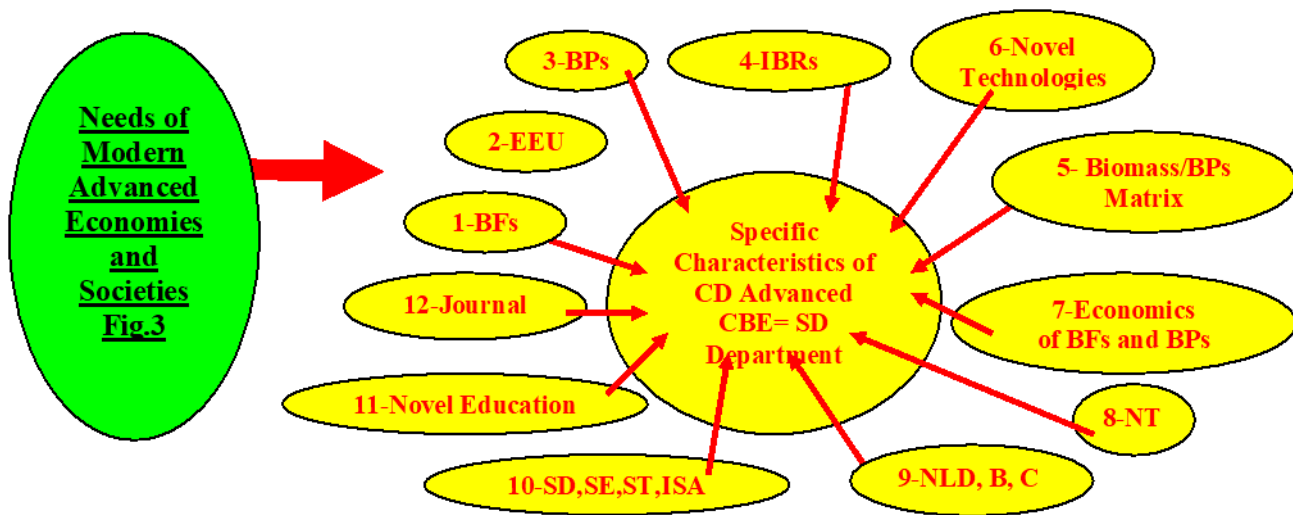 Needs of
Modern
Advanced
Economies
and
Societies
Fig.3
3-BPs
4-IBRs
6-Novel
Technologies
2-EEU
5- Biomass/BPs
Matrix
1-BFs
Specific
Characteristics of
CD Advanced
CBE= SD
Department
12-Journal
7-Economics
of BFs and BPs
11-Novel Education
8-NT
10-SD,SE,ST,ISA
9-NLD, B, C